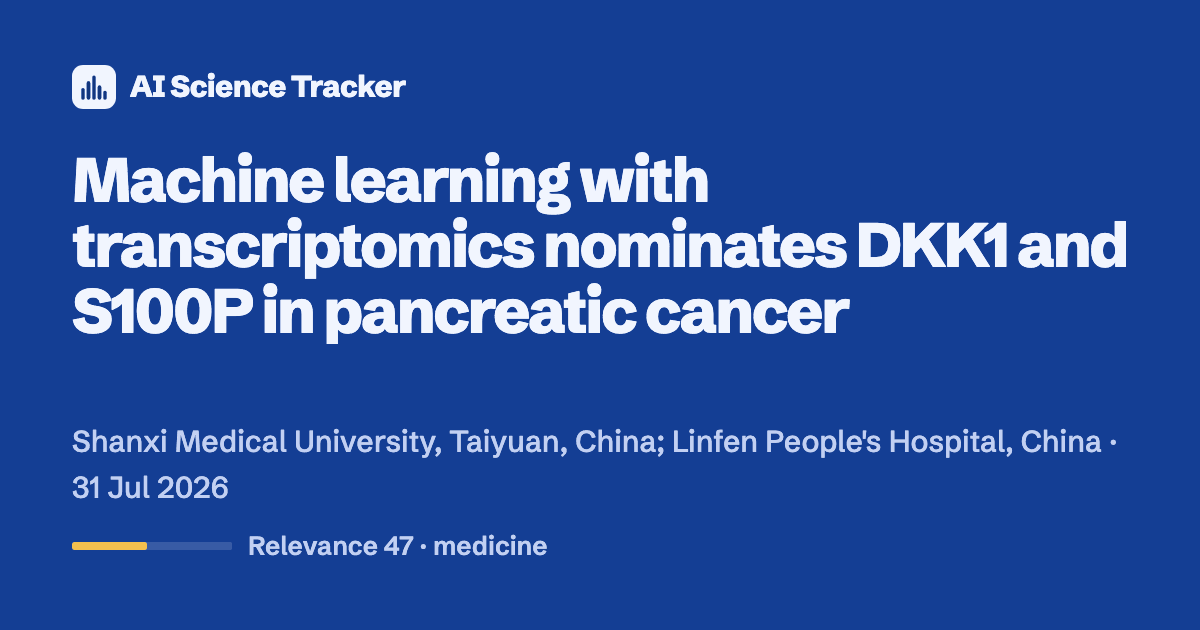 AI Science Tracker
Machine learning with
transcriptomics nominates DKK1 and
S100P in pancreatic cancer
Shanxi Medical University, Taiyuan, China; Linfen People's Hospital, China ·
31 Jul 2026
Relevance 47 · medicine